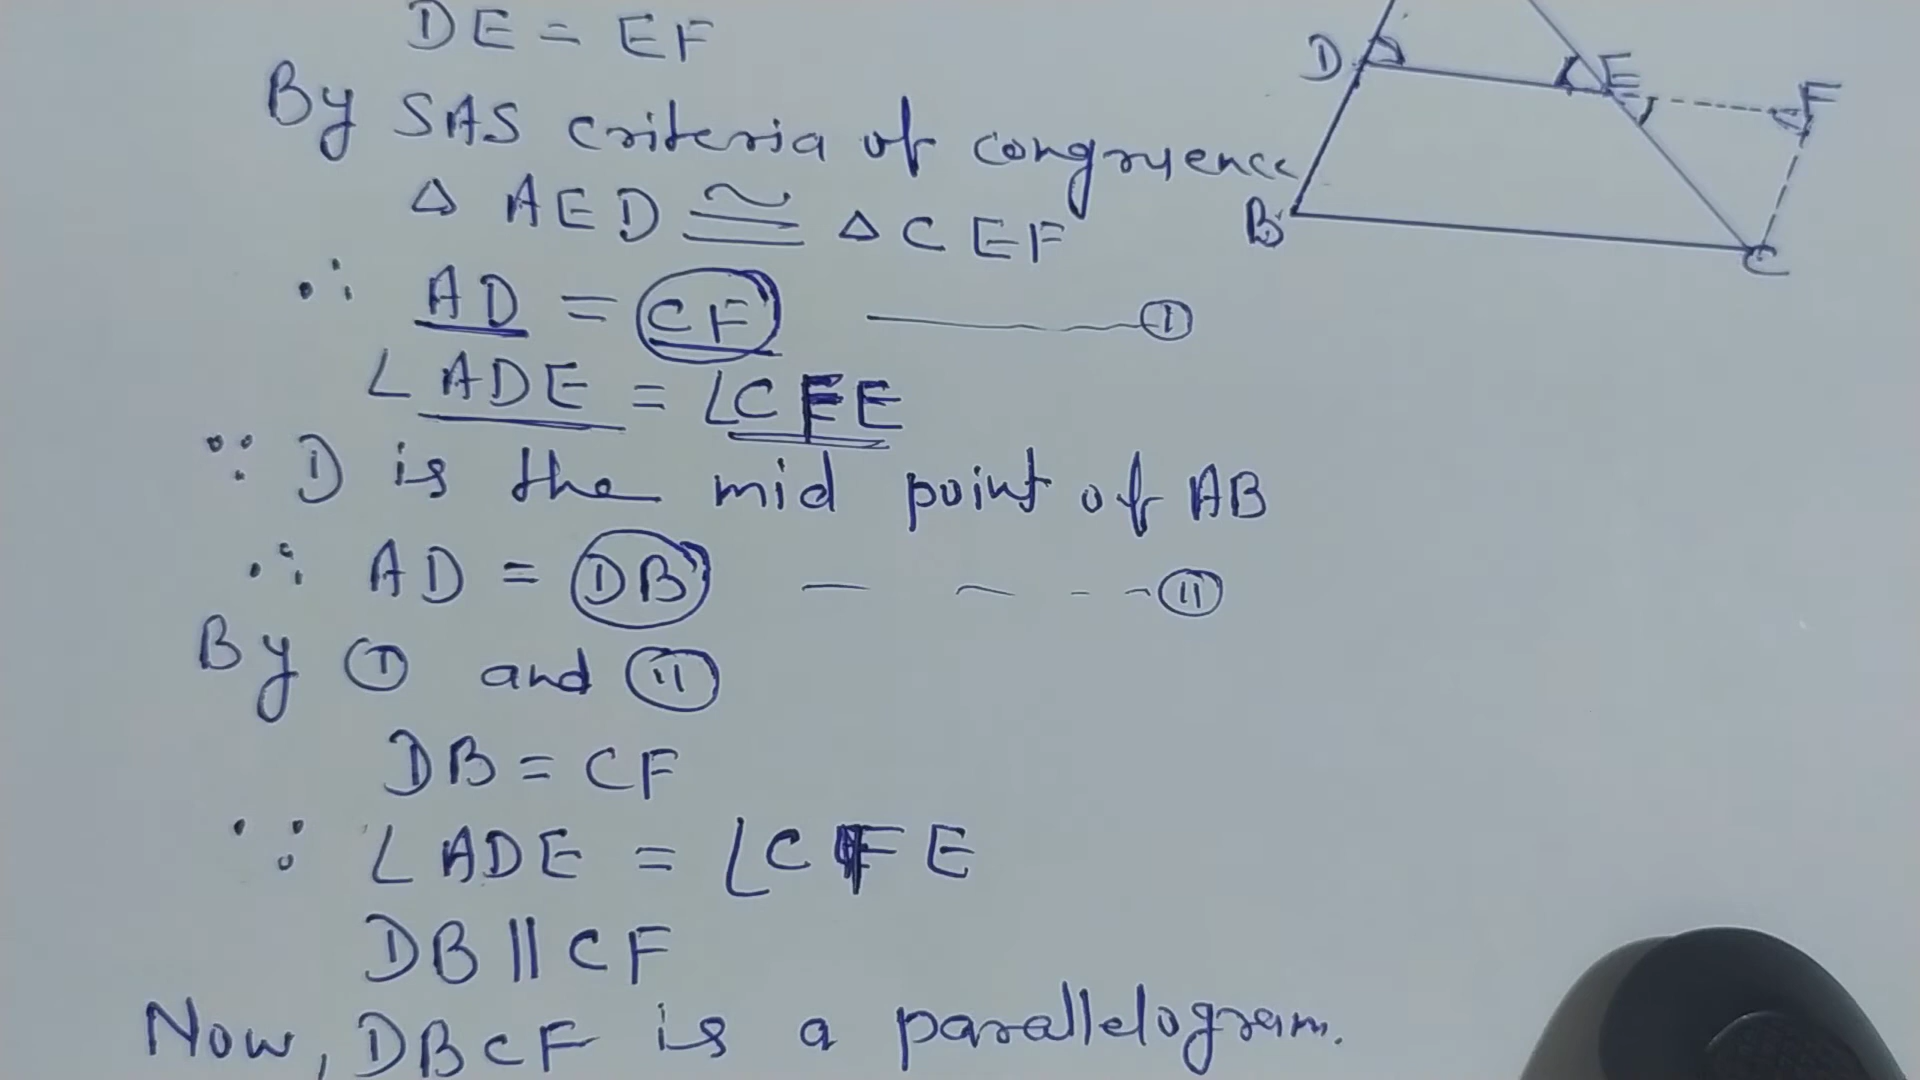 DE = EF
By SAS criteria of congruence
△ AED ≅ △ CEF
∴ AD = CF ——— Ⓘ
∠ADE = ∠CFE
∵ D is the mid point of AB
∴ AD = DB — - - - Ⓘⓘ
By Ⓘ and Ⓘⓘ
DB = CF
∵ ∠ADE = ∠CFE
DB || CF
Now, DBCF is a parallelogram.
D
E
F
B
C